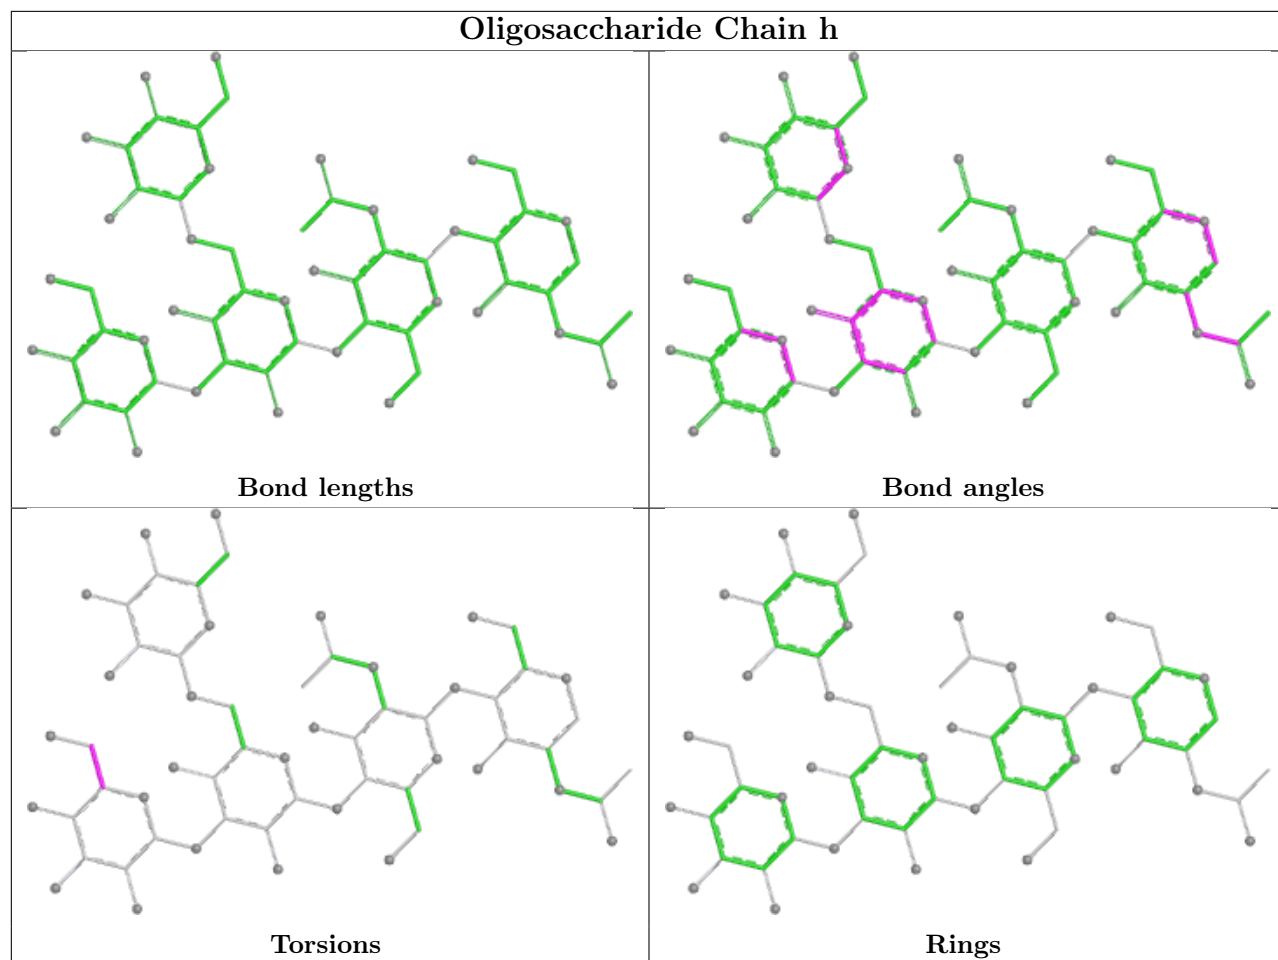 Oligosaccharide Chain h
Bond lengths
Bond angles
Torsions
Rings